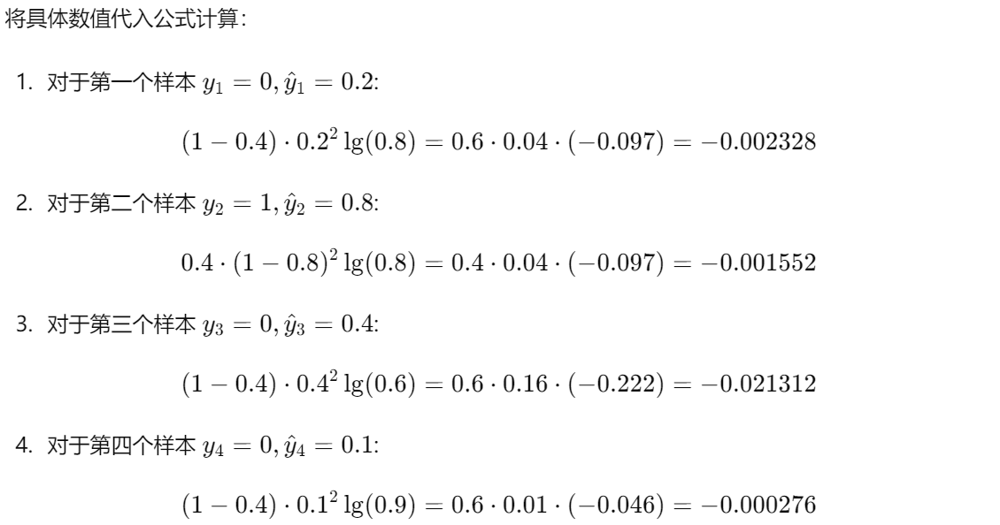 将具体数值代入公式计算：
1. 对于第一个样本 $y_1 = 0, \hat{y}_1 = 0.2$:
$(1 - 0.4) \cdot 0.2^2 \lg(0.8) = 0.6 \cdot 0.04 \cdot (-0.097) = -0.002328$
2. 对于第二个样本 $y_2 = 1, \hat{y}_2 = 0.8$:
$0.4 \cdot (1 - 0.8)^2 \lg(0.8) = 0.4 \cdot 0.04 \cdot (-0.097) = -0.001552$
3. 对于第三个样本 $y_3 = 0, \hat{y}_3 = 0.4$:
$(1 - 0.4) \cdot 0.4^2 \lg(0.6) = 0.6 \cdot 0.16 \cdot (-0.222) = -0.021312$
4. 对于第四个样本 $y_4 = 0, \hat{y}_4 = 0.1$:
$(1 - 0.4) \cdot 0.1^2 \lg(0.9) = 0.6 \cdot 0.01 \cdot (-0.046) = -0.000276$